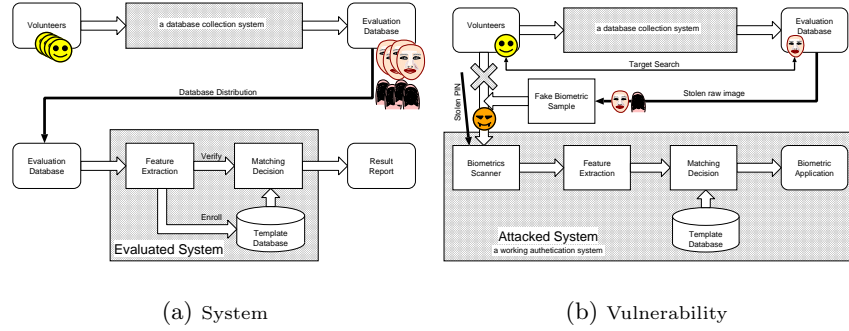 Volunteers
a database collection system
Evaluation
Database
Database Distribution
Evaluation
Database
Feature
Extraction
Verify
Matching
Decision
Result
Report
Enroll
Template
Database
Evaluated System
(a) System
Volunteers
a database collection system
Evaluation
Database
Target Search
Stolen PIN
Fake Biometric
Sample
Stolen raw image
Biometrics
Scanner
Feature
Extraction
Matching
Decision
Biometric
Application
Template
Database
Attacked System
a working authetication system
(b) Vulnerability